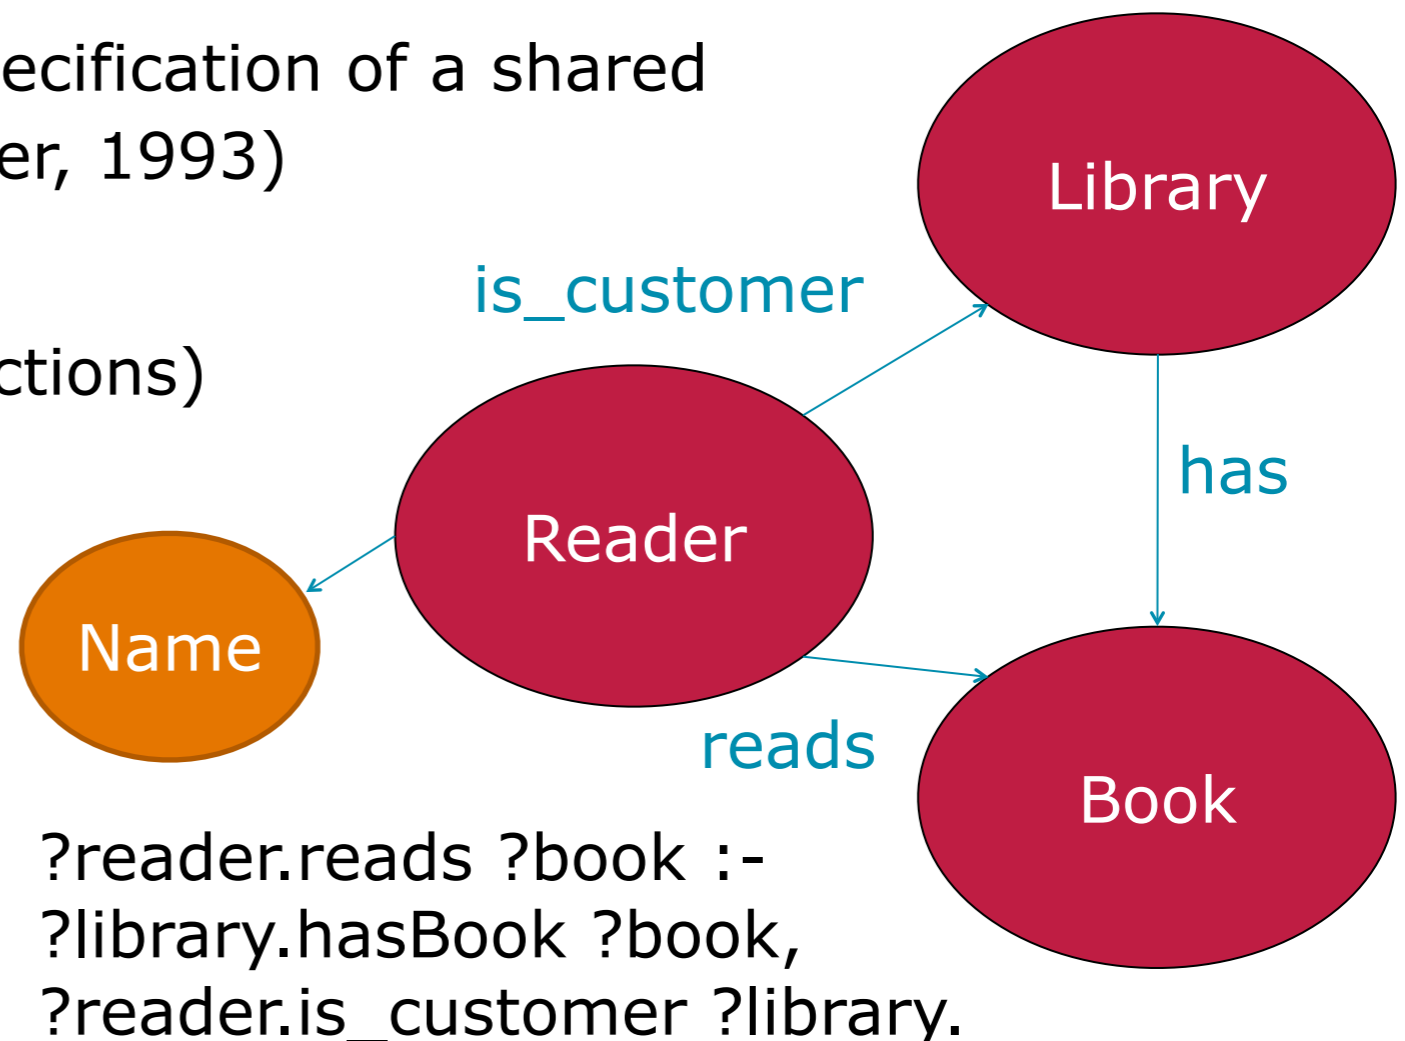 ecification of a shared
er, 1993)
Library
is_customer
ctions)
has
Reader
Name
reads
Book
?reader.reads ?book :-
?library.hasBook ?book,
?reader.is_customer ?library.